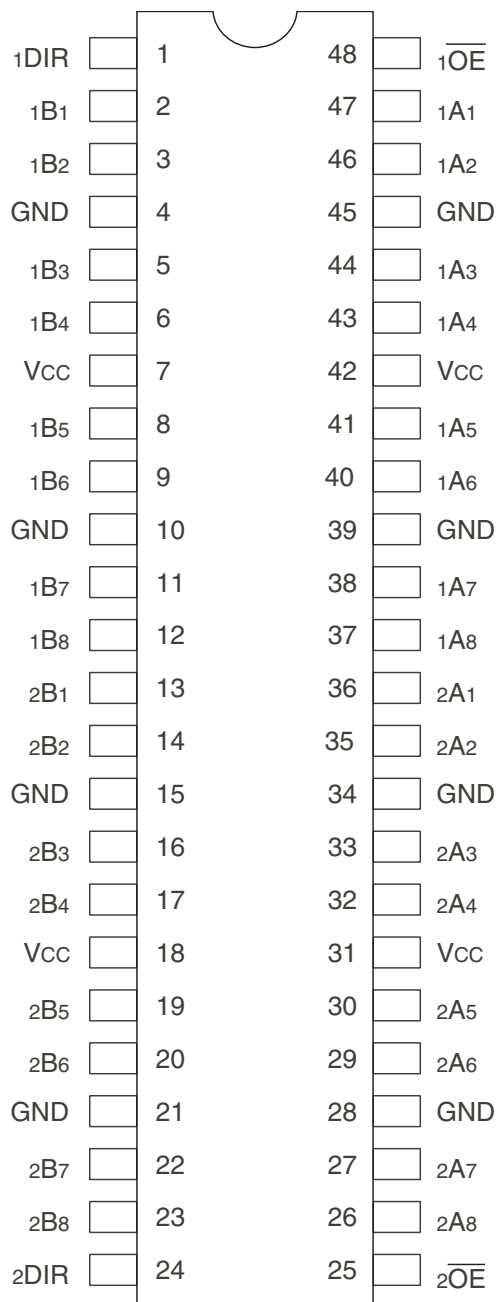 1DIR 1 48 1O̅E̅
1B1 2 47 1A1
1B2 3 46 1A2
GND 4 45 GND
1B3 5 44 1A3
1B4 6 43 1A4
VCC 7 42 VCC
1B5 8 41 1A5
1B6 9 40 1A6
GND 10 39 GND
1B7 11 38 1A7
1B8 12 37 1A8
2B1 13 36 2A1
2B2 14 35 2A2
GND 15 34 GND
2B3 16 33 2A3
2B4 17 32 2A4
VCC 18 31 VCC
2B5 19 30 2A5
2B6 20 29 2A6
GND 21 28 GND
2B7 22 27 2A7
2B8 23 26 2A8
2DIR 24 25 2O̅E̅